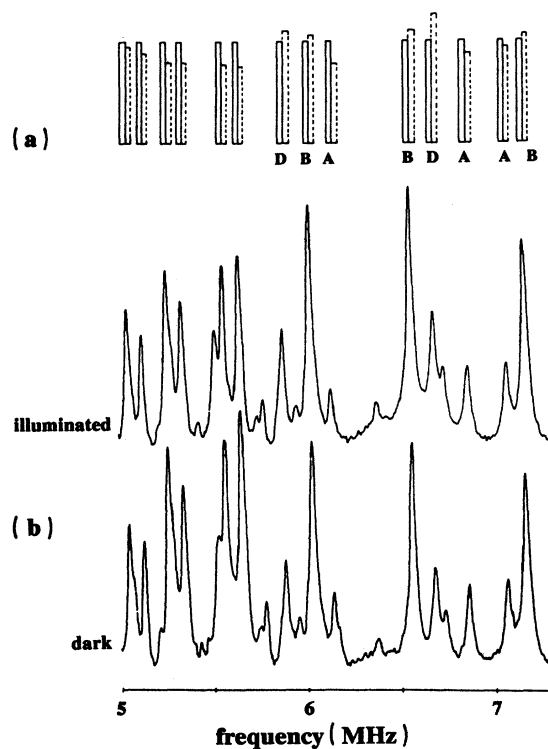 D B A B D A A B
( a )
illuminated
( b )
dark
5 6 7
frequency ( MHz )